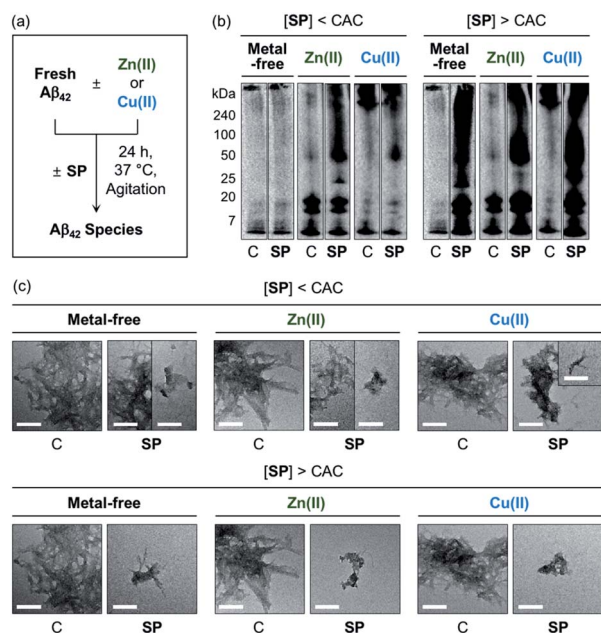 (a)
Fresh Aβ₄₂ ± Zn(II) or Cu(II)
± SP
24 h,
37 °C,
Agitation
Aβ₄₂ Species
(b)
[SP] < CAC [SP] > CAC
Metal-free Zn(II) Cu(II) Metal-free Zn(II) Cu(II)
kDa
240
100
50
25
20
7
C SP C SP C SP C SP C SP C SP
(c)
[SP] < CAC
Metal-free Zn(II) Cu(II)
C SP C SP C SP
[SP] > CAC
Metal-free Zn(II) Cu(II)
C SP C SP C SP